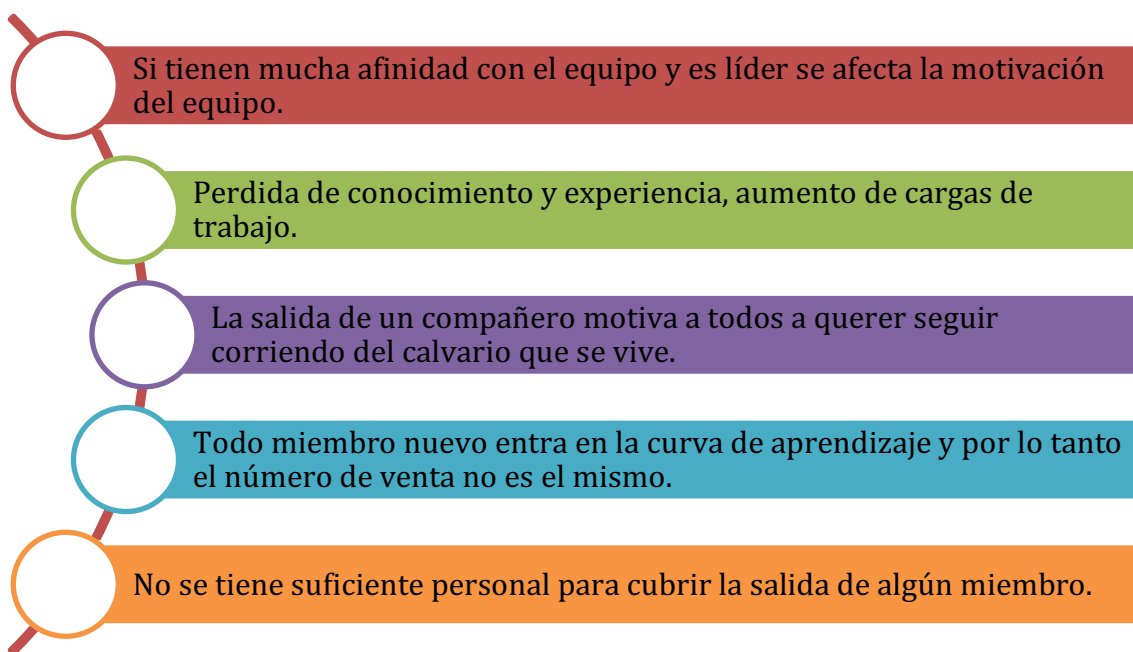 Si tienen mucha afinidad con el equipo y es líder se afecta la motivación
del equipo.
Perdida de conocimiento y experiencia, aumento de cargas de
trabajo.
La salida de un compañero motiva a todos a querer seguir
corriendo del calvario que se vive.
Todo miembro nuevo entra en la curva de aprendizaje y por lo tanto
el número de venta no es el mismo.
No se tiene suficiente personal para cubrir la salida de algún miembro.